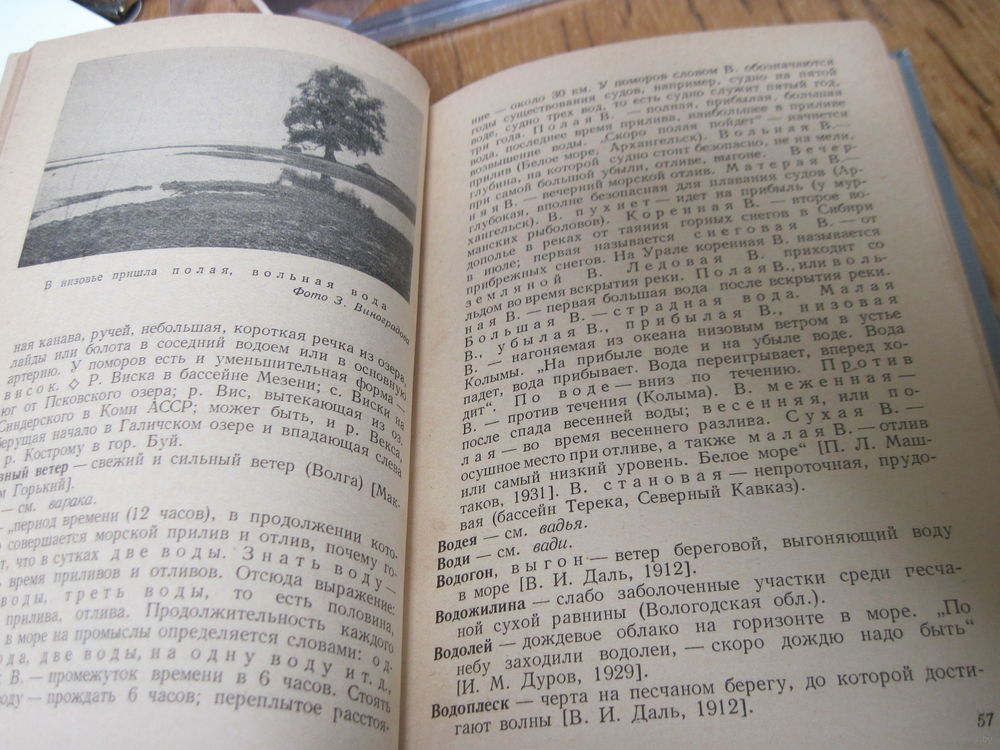 В низовье пришла полая, вольная вода
Фото З. Виноградова
ная канава, ручей, небольшая, короткая речка из озера,
лайды или болота в соседний водоем или в основную
артерию. У поморов есть и уменьшительная форма —
висок. ◇ Р. Виска в бассейне Мезени; с. Виски на
юг от Псковского озера; р. Вис, вытекающая из оз.
Синдерского в Коми АССР; может быть, и р. Векса,
берущая начало в Галичском озере и впадающая слева
р. Кострому в гор. Буй.
ветер — свежий и сильный ветер (Волга) [Мак-
Горький].
— см. варака.
— „период времени (12 часов), в продолжении кото-
совершается морской прилив и отлив, почему го-
что в сутках две воды. Знать воду —
время приливов и отливов. Отсюда выражение:
воды, треть воды, то есть половина,
прилива, отлива. Продолжительность каждого
в море на промыслы определяется словами: од-
две воды, на одну воду и т. д.,
В. — промежуток времени в 6 часов. Стоять
воду — прождать 6 часов; переплытое расстоя-
ние — около 30 км. У поморов словом В. обозначаются
годы существования судов, например, судно на пятой
воде, судно трех вод, то есть судно служит пятый год,
три года. Полая В. — полная, прибылая, большая
вода, последнее время прилива, наибольшее в приливе
возвышение воды. „Скоро полая пойдет“ — начнется
прилив (Белое море, Архангельск). Вольная В.—
глубина, на которой судно стоит безопасно, не на мели,
при самой большой убыли, отливе, выгоне. Вечер-
няя В. — вечерний морской отлив. Матерая В.—
глубокая, вполне безопасная для плавания судов (Ар-
хангельск). В. пухнет — идет на прибыль (у мур-
манских рыболовов). Коренная В. — второе во-
дополье в реках от таяния горных снегов в Сибири
в июле; первая называется снеговая В. — от
прибрежных снегов. На Урале коренная В. называется
земляной В. Ледовая В. приходит со
льдом во время вскрытия реки. Полая В., или воль-
ная В. — первая большая вода после вскрытия реки.
Большая В. — страдная вода. Малая
В., убылая В., прибылая В., низовая
В. — нагоняемая из океана низовым ветром в устье
Колымы. „На прибыле воде и на убыле воде. Вода
падет, вода прибывает. Вода переигрывает, вперед хо-
дит“. По воде — вниз по течению. Против
В. — против течения (Колыма). В. меженная —
после спада весенней воды; весенняя, или по-
лая — во время весеннего разлива. Сухая В. —
осушное место при отливе, а также малая В. — отлив
или самый низкий уровень. Белое море“ [П. Л. Маш-
таков, 1931]. В. становая — непроточная, прудо-
вая (бассейн Терека, Северный Кавказ).
Водея — см. вадья.
Води — см. вади.
Водогон, выгон — ветер береговой, выгоняющий воду
в море [В. И. Даль, 1912].
Водожилина — слабо заболоченные участки среди песча-
ной сухой равнины (Вологодская обл.).
Водолей — дождевое облако на горизонте в море. „По
небу заходили водолеи, — скоро дождю надо быть“
[И. М. Дуров, 1929].
Водоплеск — черта на песчаном берегу, до которой дости-
гают волны [В. И. Даль, 1912].
57